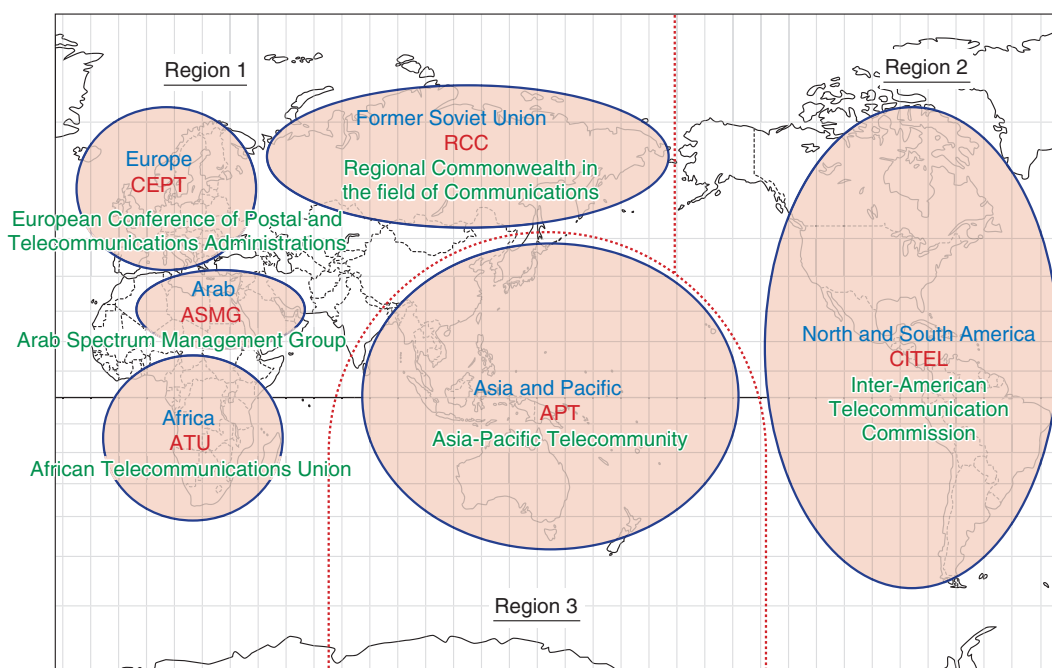 Region 1
Region 2
Former Soviet Union
RCC
Regional Commonwealth in
the field of Communications
Europe
CEPT
European Conference of Postal and
Telecommunications Administrations
Arab
ASMG
Arab Spectrum Management Group
North and South America
CITEL
Inter-American
Telecommunication
Commission
Asia and Pacific
APT
Asia-Pacific Telecommunity
Africa
ATU
African Telecommunications Union
Region 3